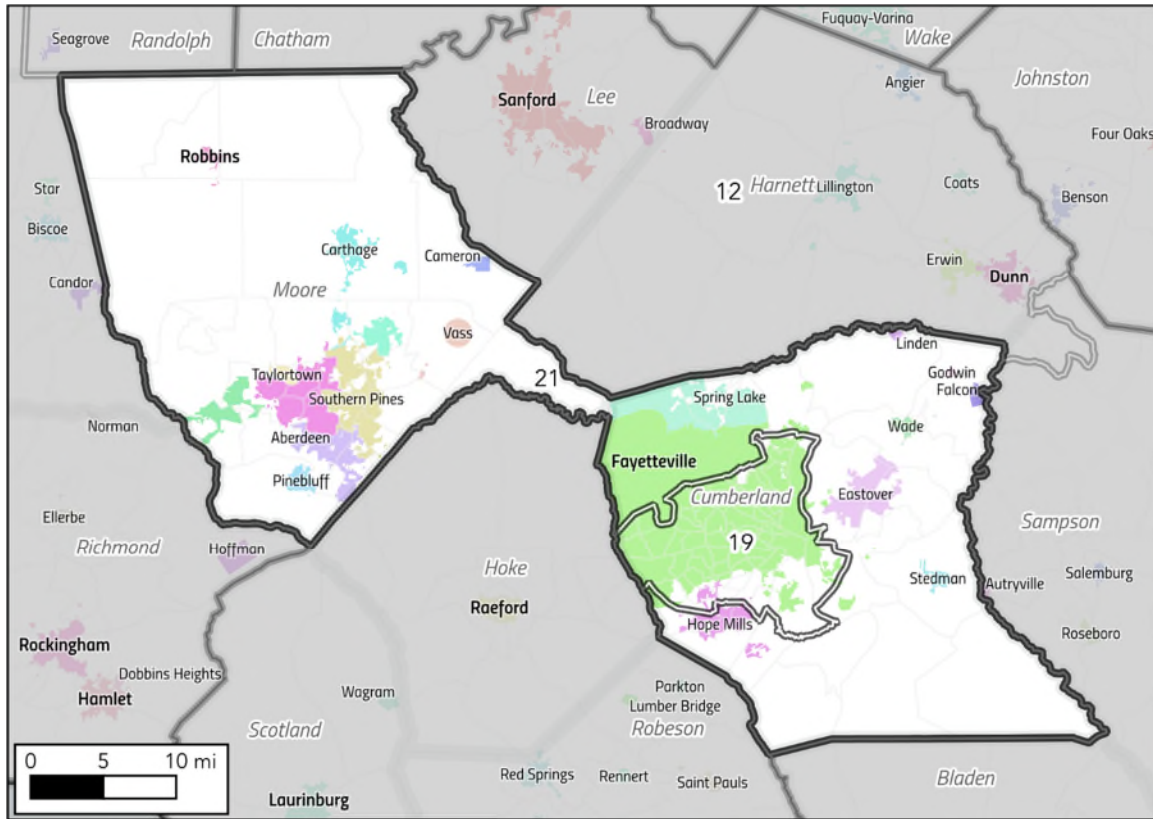 Fuquay-Varina
Seagrove
Randolph
Chatham
Wake
Angier
Johnston
Sanford
Lee
Broadway
Four Oaks
Robbins
Star
Biscoe
12
Harnett
Lillington
Coats
Benson
Carthage
Cameron
Erwin
Dunn
Candor
Moore
Vass
Linden
Taylortown
21
Godwin
Falcon
Spring Lake
Southern Pines
Norman
Aberdeen
Wade
Fayetteville
Pinebluff
Cumberland
Eastover
Ellerbe
Richmond
Hoffman
19
Sampson
Hoke
Stedman
Autryville
Salemburg
Raeford
Hope Mills
Roseboro
Rockingham
Dobbins Heights
Hamlet
Wagram
Parkton
Lumber Bridge
Scotland
Robeson
0 5 10 mi
Red Springs
Rennert
Saint Pauls
Bladen
Laurinburg